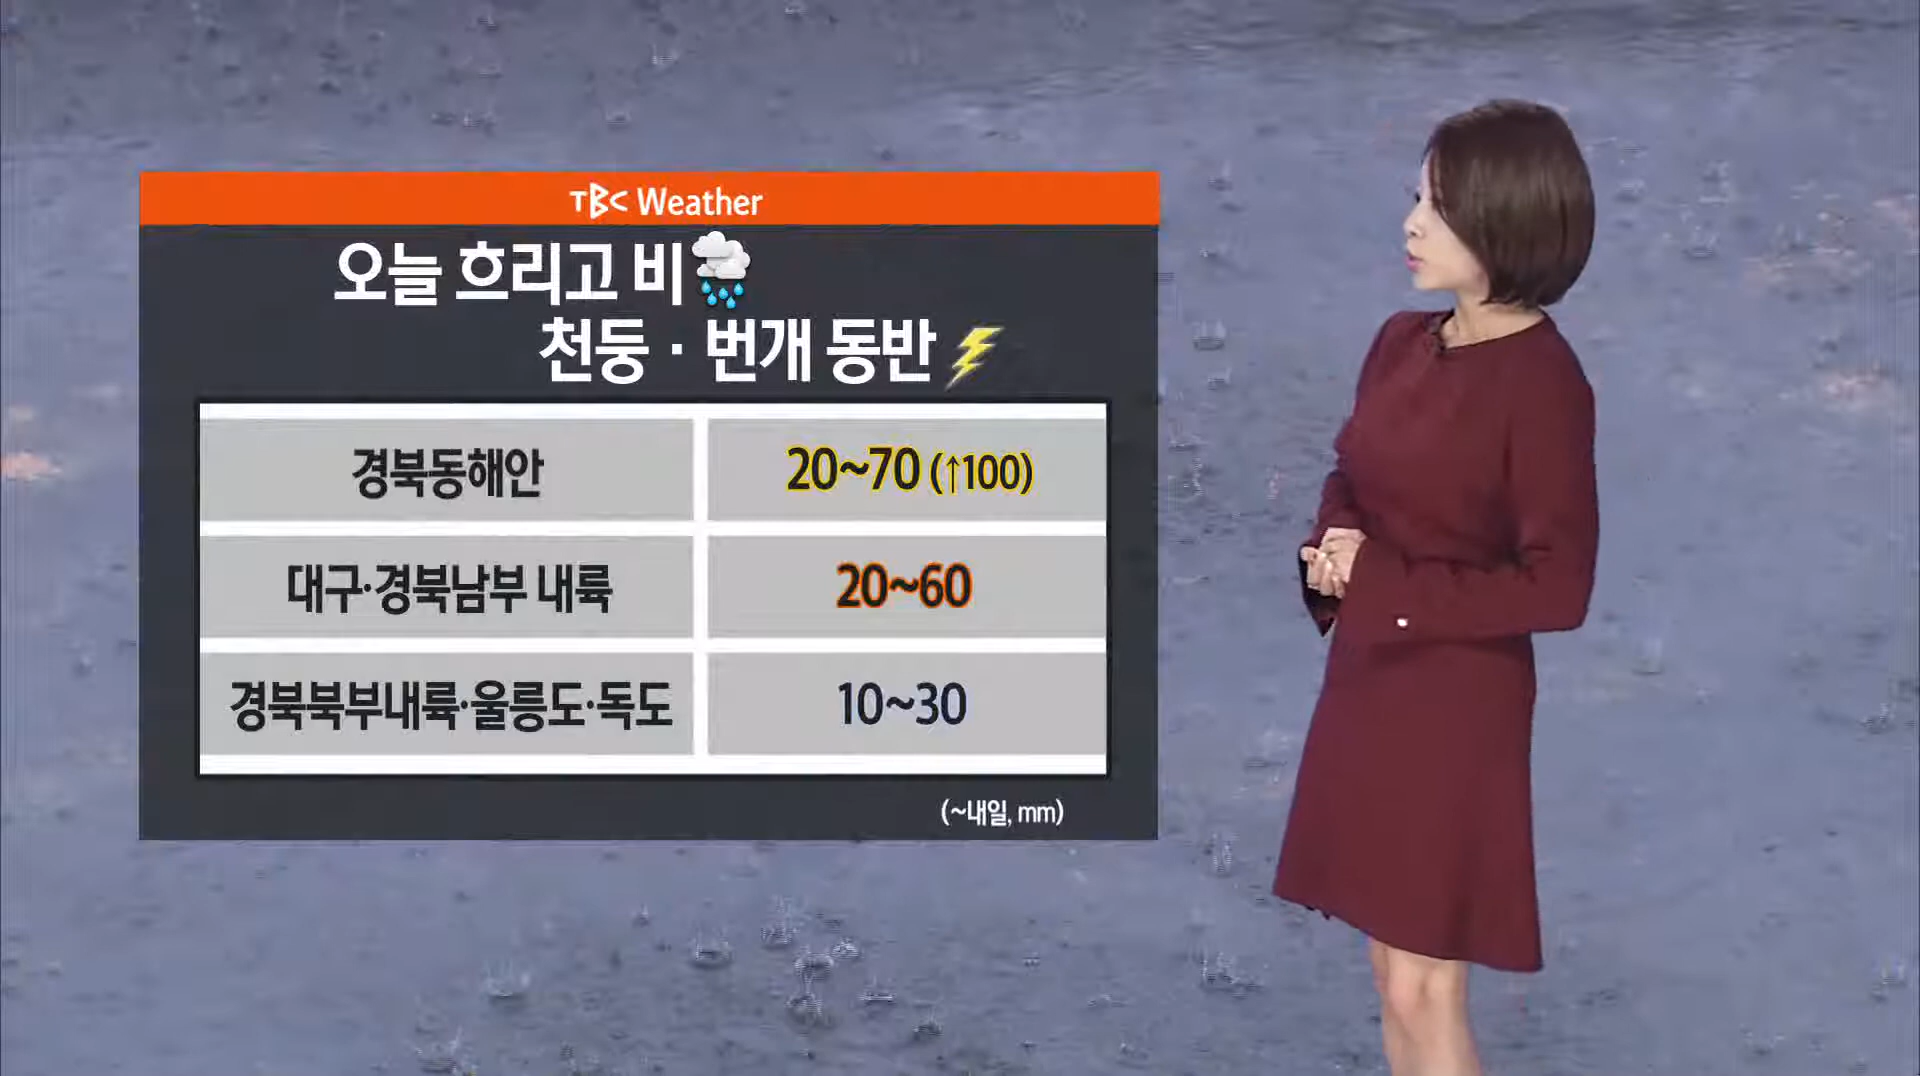 TBC Weather
오늘 흐리고 비
천둥 · 번개 동반
경북동해안 20~70 (↑100)
대구·경북남부 내륙 20~60
경북북부내륙·울릉도·독도 10~30
(~내일, mm)